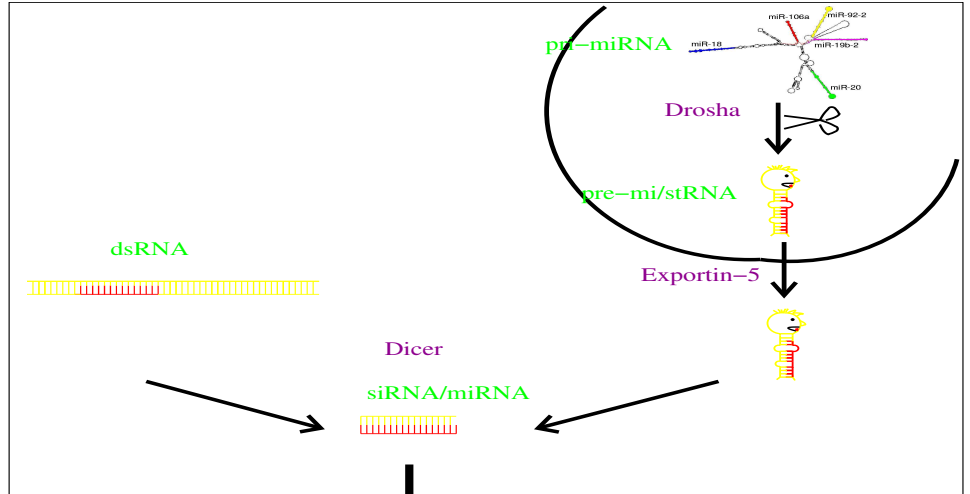 miR-106a
miR-92-2
pri-miRNA
miR-18
miR-19b-2
miR-20
Drosha
pre-mi/stRNA
dsRNA
Exportin-5
Dicer
siRNA/miRNA